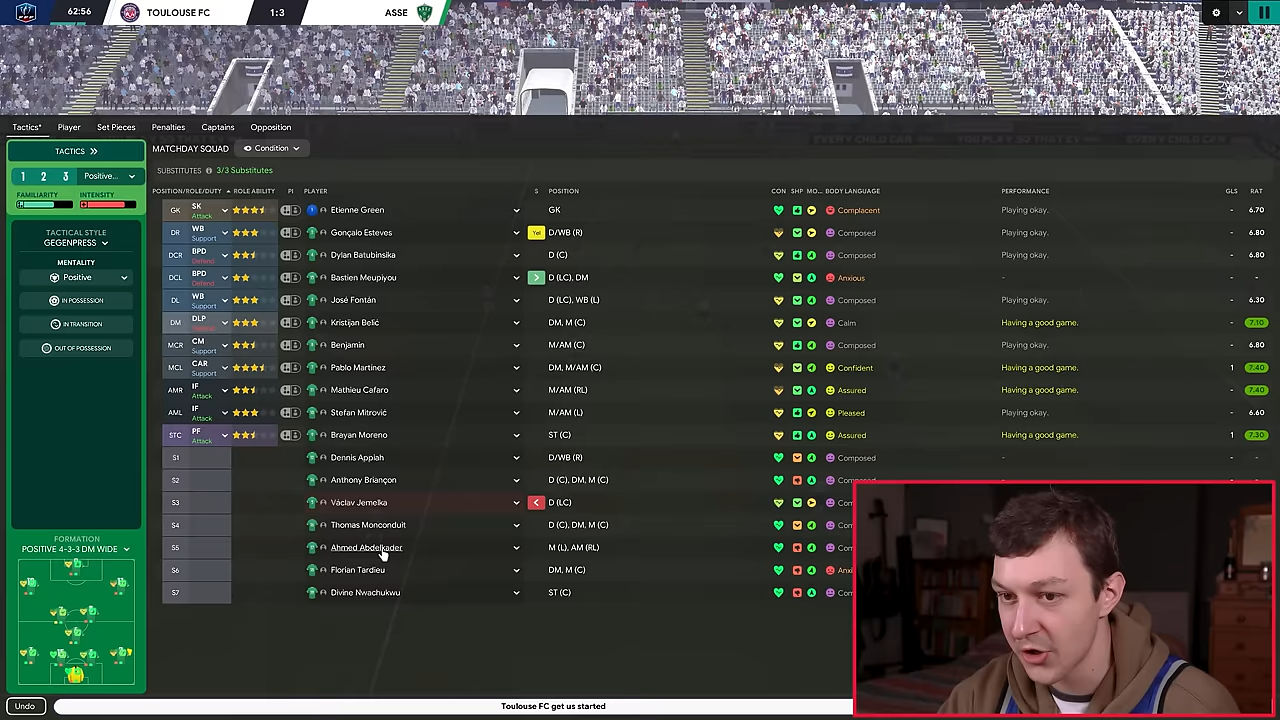 62:56 TOULOUSE FC 1:3 ASSE
Tactics* Player Set Pieces Penalties Captains Opposition
TACTICS
MATCHDAY SQUAD Condition
1 2 3 Positive...
SUBSTITUTES 3/3 Substitutes
FAMILIARITY INTENSITY
POSITION/ROLE/DUTY ROLE ABILITY PI PLAYER S POSITION CON SHP MO... BODY LANGUAGE PERFORMANCE GLS RAT
GK SK Attack Etienne Green GK Complacent Playing okay. - 6.70
DR WB Support Gonçalo Esteves Yel D/WB (R) Composed Playing okay. - 6.80
DCR BPD Defend Dylan Batubinsika D (C) Composed Playing okay. - 6.80
DCL BPD Defend Bastien Meupiyou D (LC), DM Anxious - - -
DL WB Support José Fontán D (LC), WB (L) Composed Playing okay. - 6.30
DM DLP Kristijan Belić DM, M (C) Calm Having a good game. - 7.10
MCR CM Support Benjamin M/AM (C) Composed Playing okay. - 6.80
MCL CAR Support Pablo Martínez DM, M/AM (C) Confident Having a good game. 1 7.40
AMR IF Attack Mathieu Cafaro M/AM (RL) Assured Having a good game. - 7.40
AML IF Attack Stefan Mitrović M/AM (L) Pleased Playing okay. - 6.60
STC PF Attack Brayan Moreno ST (C) Assured Having a good game. 1 7.30
S1 Dennis Appiah D/WB (R) Composed - - -
S2 Anthony Briançon D (C), DM, M (C) Composed
S3 Václav Jemelka D (LC) Com
S4 Thomas Monconduit D (C), DM, M (C) Com
S5 Ahmed Abdelkader M (L), AM (RL) Com
S6 Florian Tardieu DM, M (C) Anxi
S7 Divine Nwachukwu ST (C) Com
TACTICAL STYLE
GEGENPRESS
MENTALITY
Positive
IN POSSESSION
IN TRANSITION
OUT OF POSSESSION
FORMATION
POSITIVE 4-3-3 DM WIDE
Undo Toulouse FC get us started